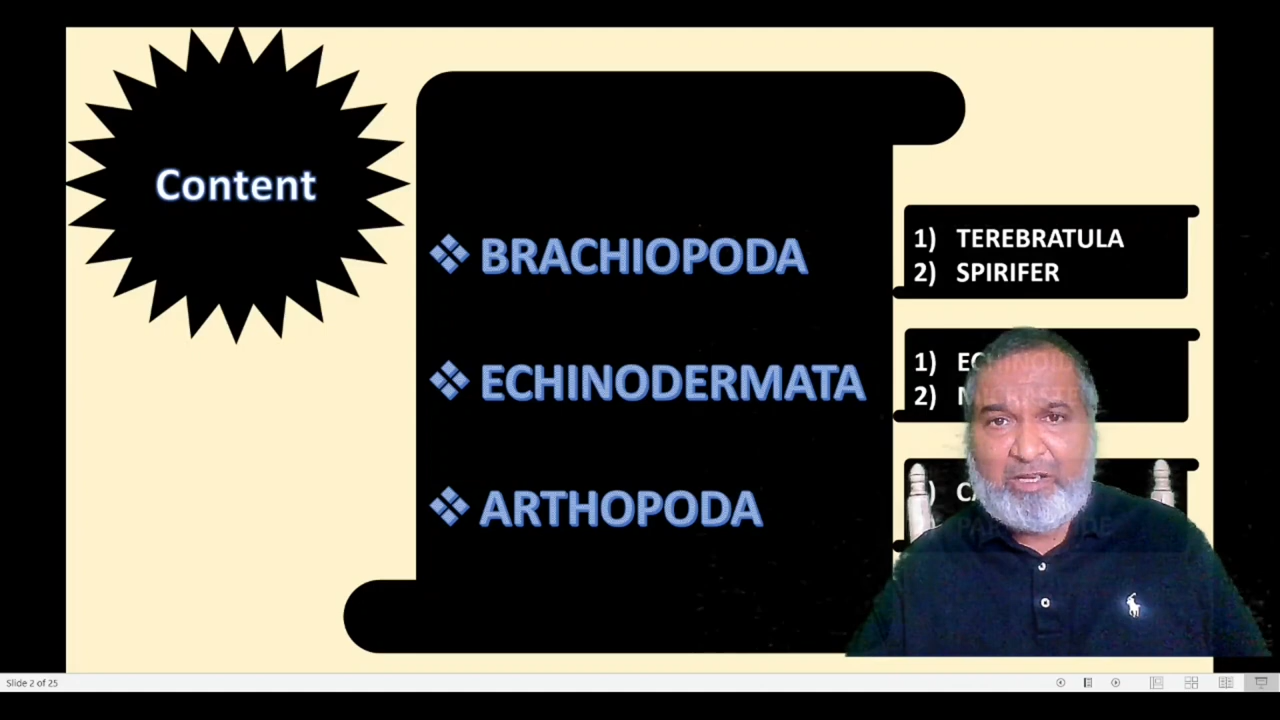 Content
BRACHIOPODA
ECHINODERMATA
ARTHOPODA
1) TEREBRATULA
2) SPIRIFER
1)
2)
Slide 2 of 25